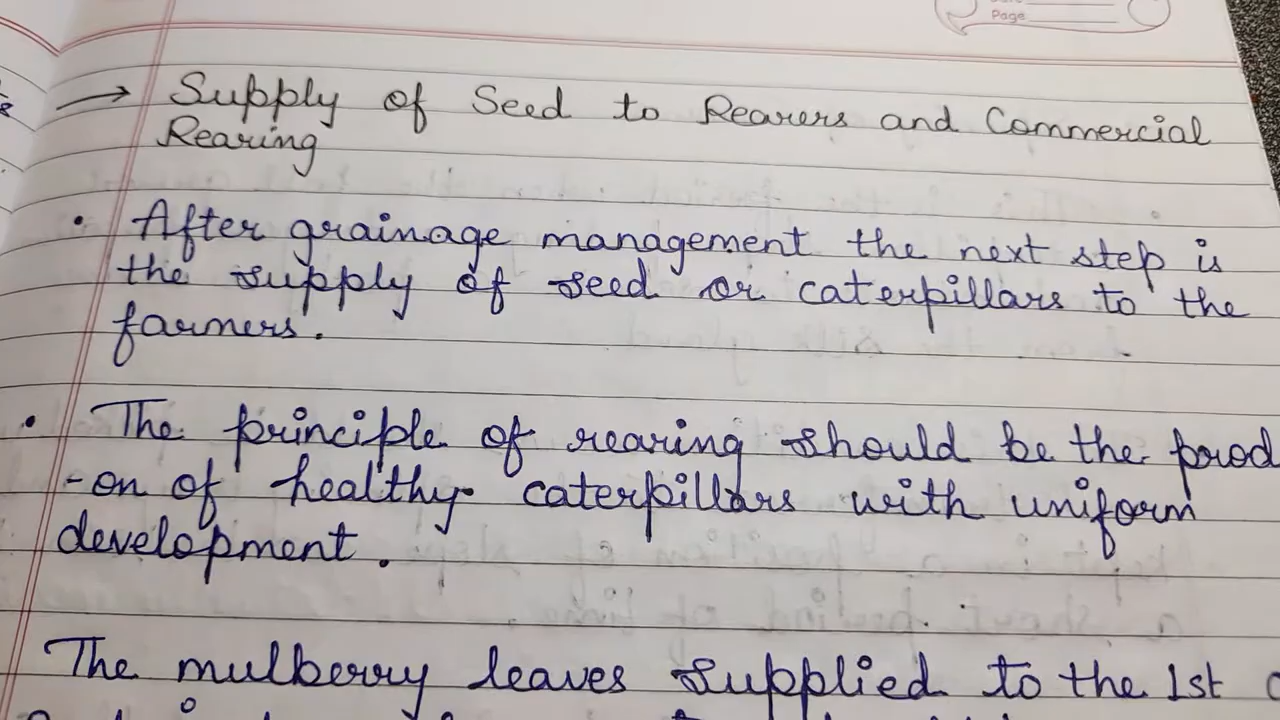 Page
→ Supply of Seed to Rearers and Commercial
Rearing
• After grainage management the next step is
the supply of seed or caterpillars to the
farmers.
• The principle of rearing should be the prod
-on of healthy caterpillars with uniform
development.
The mulberry leaves supplied to the 1st